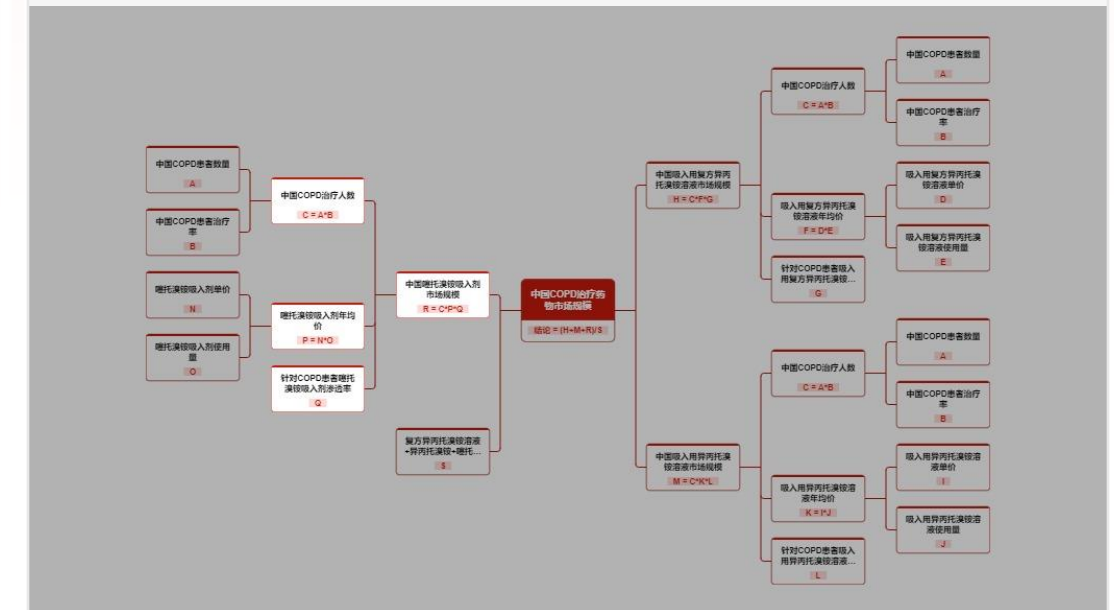 中国COPD患者数量
A
中国COPD患者治疗
率
B
中国COPD治疗人数
C = A*B
噻托溴铵吸入剂单价
N
噻托溴铵吸入剂使用
量
O
噻托溴铵吸入剂年均
价
P = N*O
针对COPD患者噻托
溴铵吸入剂渗透率
Q
中国噻托溴铵吸入剂
市场规模
R = C*P*Q
复方异丙托溴铵溶液
+异丙托溴铵+噻托...
S
中国COPD治疗药
物市场规模
结论 = (H+M+R)/S
中国吸入用复方异丙
托溴铵溶液市场规模
H = C*F*G
中国COPD治疗人数
C = A*B
中国COPD患者数量
A
中国COPD患者治疗
率
B
吸入用复方异丙托溴
铵溶液年均价
F = D*E
吸入用复方异丙托溴
铵溶液单价
D
吸入用复方异丙托溴
铵溶液使用量
E
针对COPD患者吸入
用复方异丙托溴铵...
G
中国吸入用异丙托溴
铵溶液市场规模
M = C*K*L
中国COPD治疗人数
C = A*B
中国COPD患者数量
A
中国COPD患者治疗
率
B
吸入用异丙托溴铵溶
液年均价
K = I*J
吸入用异丙托溴铵溶
液单价
I
吸入用异丙托溴铵溶
液使用量
J
针对COPD患者吸入
用异丙托溴铵溶液...
L